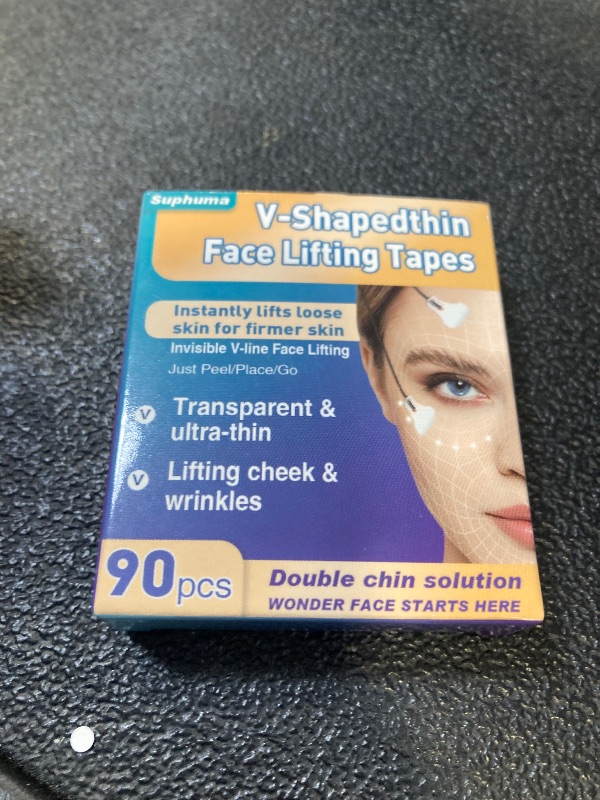 Suphuma
V-Shapedthin
Face Lifting Tapes
Instantly lifts loose
skin for firmer skin
Invisible V-line Face Lifting
Just Peel/Place/Go
V Transparent &
ultra-thin
V Lifting cheek &
wrinkles
90pcs
Double chin solution
WONDER FACE STARTS HERE